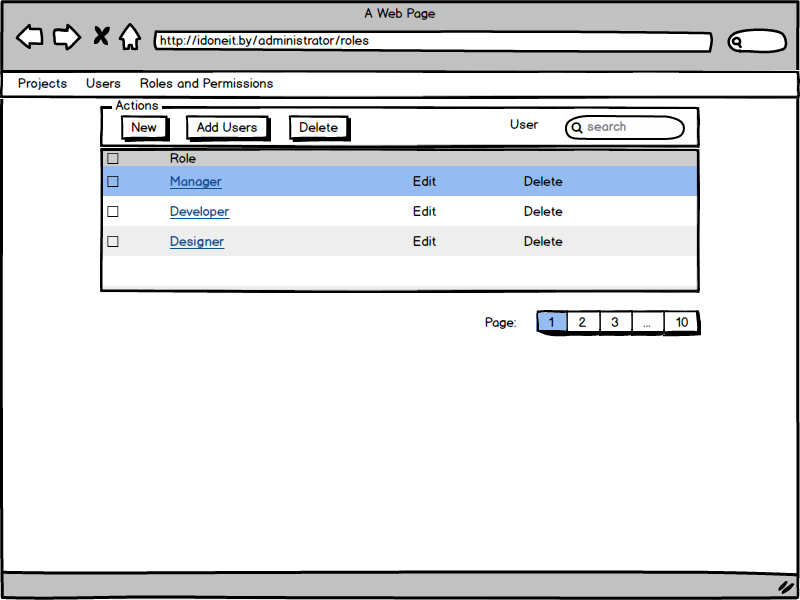 A Web Page
http://idoneit.by/administrator/roles
Projects Users Roles and Permissions
Actions
New Add Users Delete User search
Role
Manager Edit Delete
Developer Edit Delete
Designer Edit Delete
Page: 1 2 3 ... 10